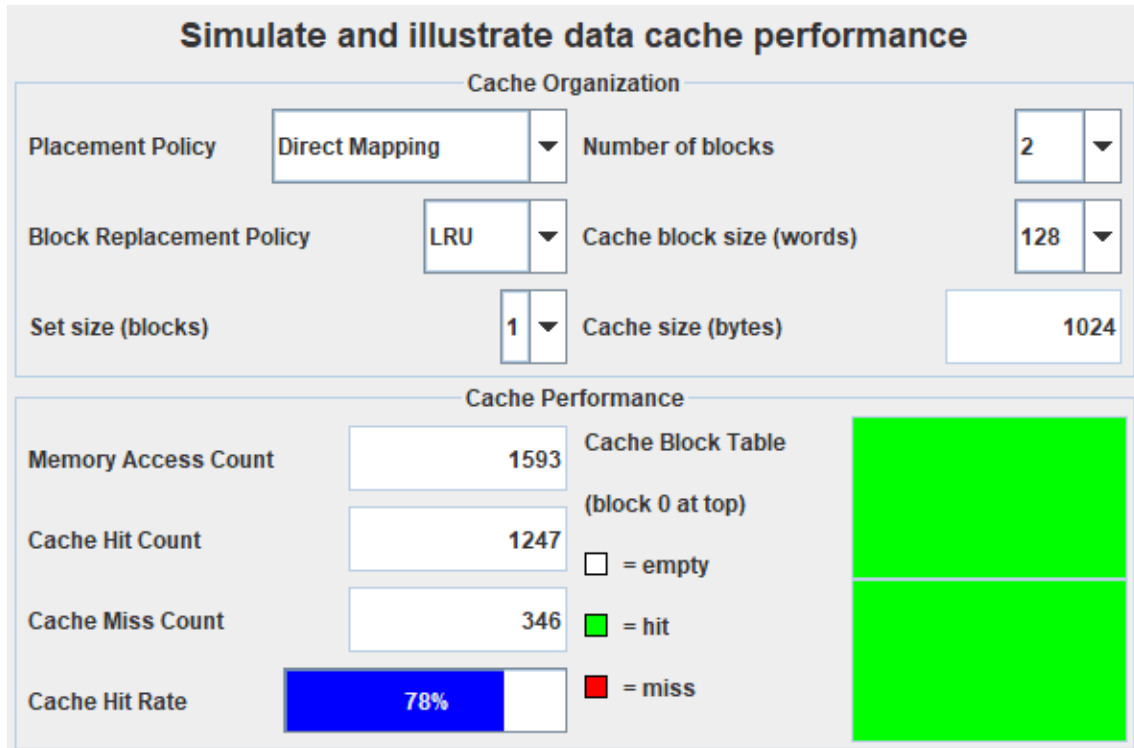 Simulate and illustrate data cache performance
Cache Organization
Placement Policy Direct Mapping Number of blocks 2
Block Replacement Policy LRU Cache block size (words) 128
Set size (blocks) 1 Cache size (bytes) 1024
Cache Performance
Memory Access Count 1593
Cache Hit Count 1247
Cache Miss Count 346
Cache Hit Rate 78%
Cache Block Table
(block 0 at top)
= empty
= hit
= miss